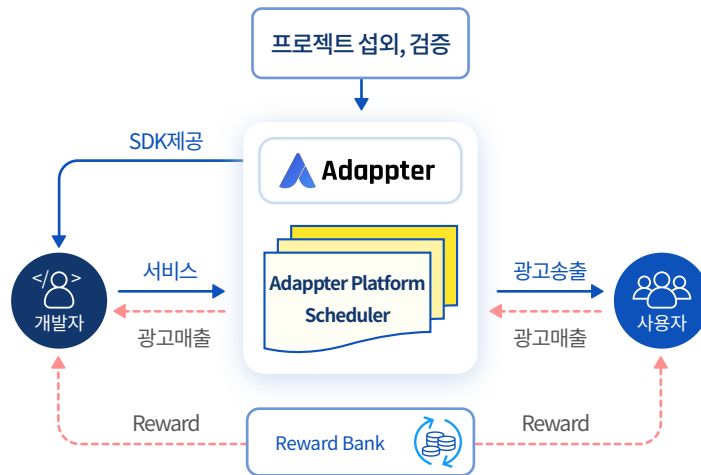 프로젝트 섭외, 검증
SDK제공
Adappter
Adappter Platform
Scheduler
</>
개발자
서비스
광고매출
광고송출
광고매출
사용자
Reward
Reward Bank
Reward